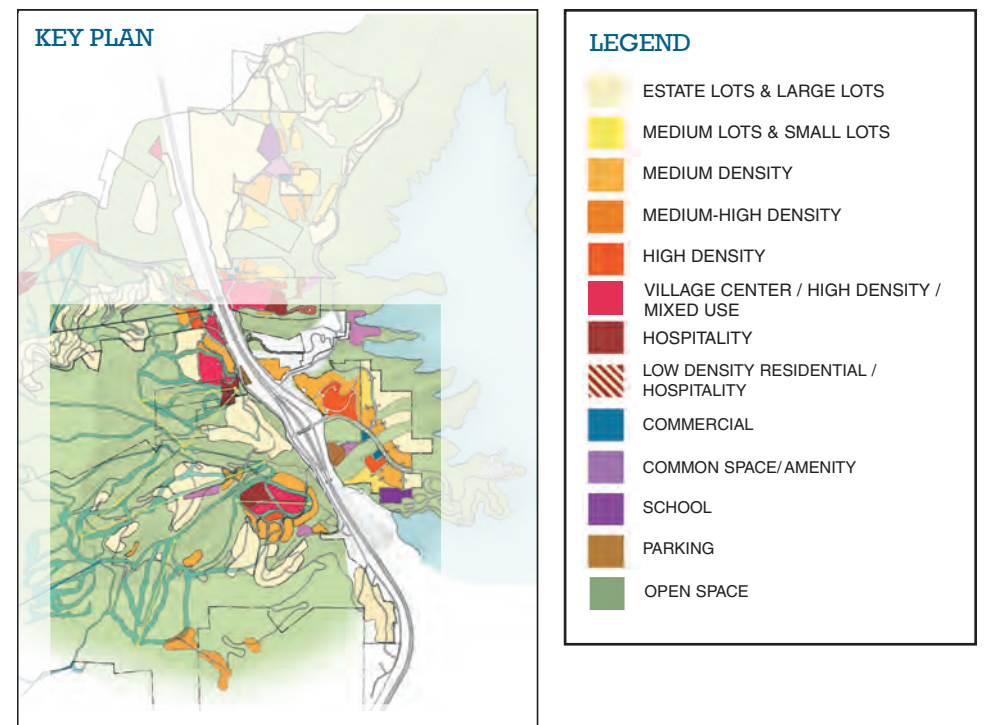 KEY PLAN
LEGEND
ESTATE LOTS & LARGE LOTS
MEDIUM LOTS & SMALL LOTS
MEDIUM DENSITY
MEDIUM-HIGH DENSITY
HIGH DENSITY
VILLAGE CENTER / HIGH DENSITY /
MIXED USE
HOSPITALITY
LOW DENSITY RESIDENTIAL /
HOSPITALITY
COMMERCIAL
COMMON SPACE/ AMENITY
SCHOOL
PARKING
OPEN SPACE